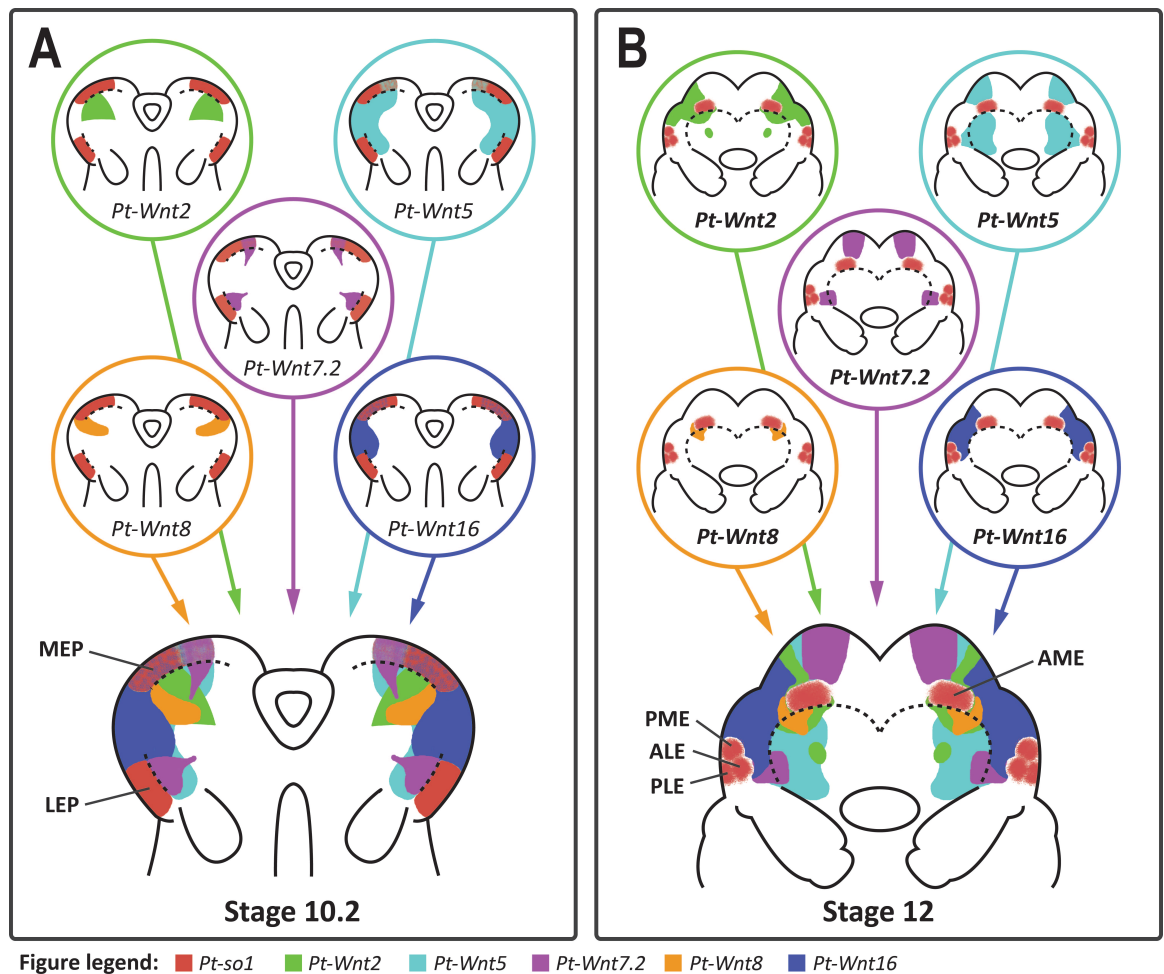 A
Pt-Wnt2
Pt-Wnt5
Pt-Wnt7.2
Pt-Wnt8
Pt-Wnt16
MEP
LEP
Stage 10.2
B
Pt-Wnt2
Pt-Wnt5
Pt-Wnt7.2
Pt-Wnt8
Pt-Wnt16
AME
PME
ALE
PLE
Stage 12
Figure legend: Pt-so1 Pt-Wnt2 Pt-Wnt5 Pt-Wnt7.2 Pt-Wnt8 Pt-Wnt16